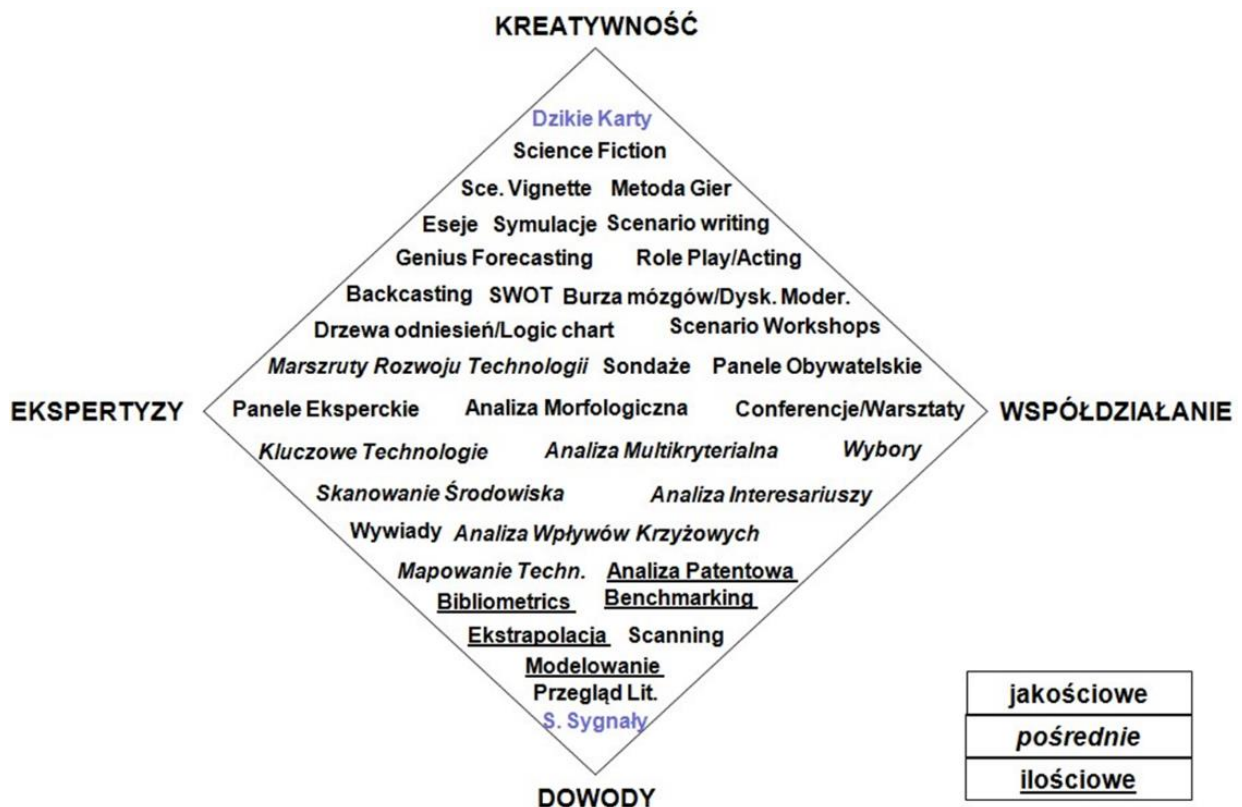 KREATYWNOŚĆ
Dzikie Karty
Science Fiction
Sce. Vignette Metoda Gier
Eseje Symulacje Scenario writing
Genius Forecasting Role Play/Acting
Backcasting SWOT Burza mózgów/Dysk. Moder.
Drzewa odniesień/Logic chart Scenario Workshops
Marszruty Rozwoju Technologii Sondaże Panele Obywatelskie
EKSPERTYZY Panele Eksperckie Analiza Morfologiczna Conferencje/Warsztaty WSPÓŁDZIAŁANIE
Kluczowe Technologie Analiza Multikryterialna Wybory
Skanowanie Środowiska Analiza Interesariuszy
Wywiady Analiza Wpływów Krzyżowych
Mapowanie Techn. Analiza Patentowa
Bibliometrics Benchmarking
Ekstrapolacja Scanning
Modelowanie
Przegląd Lit.
S. Sygnały
DOWODY
jakościowe
pośrednie
ilościowe